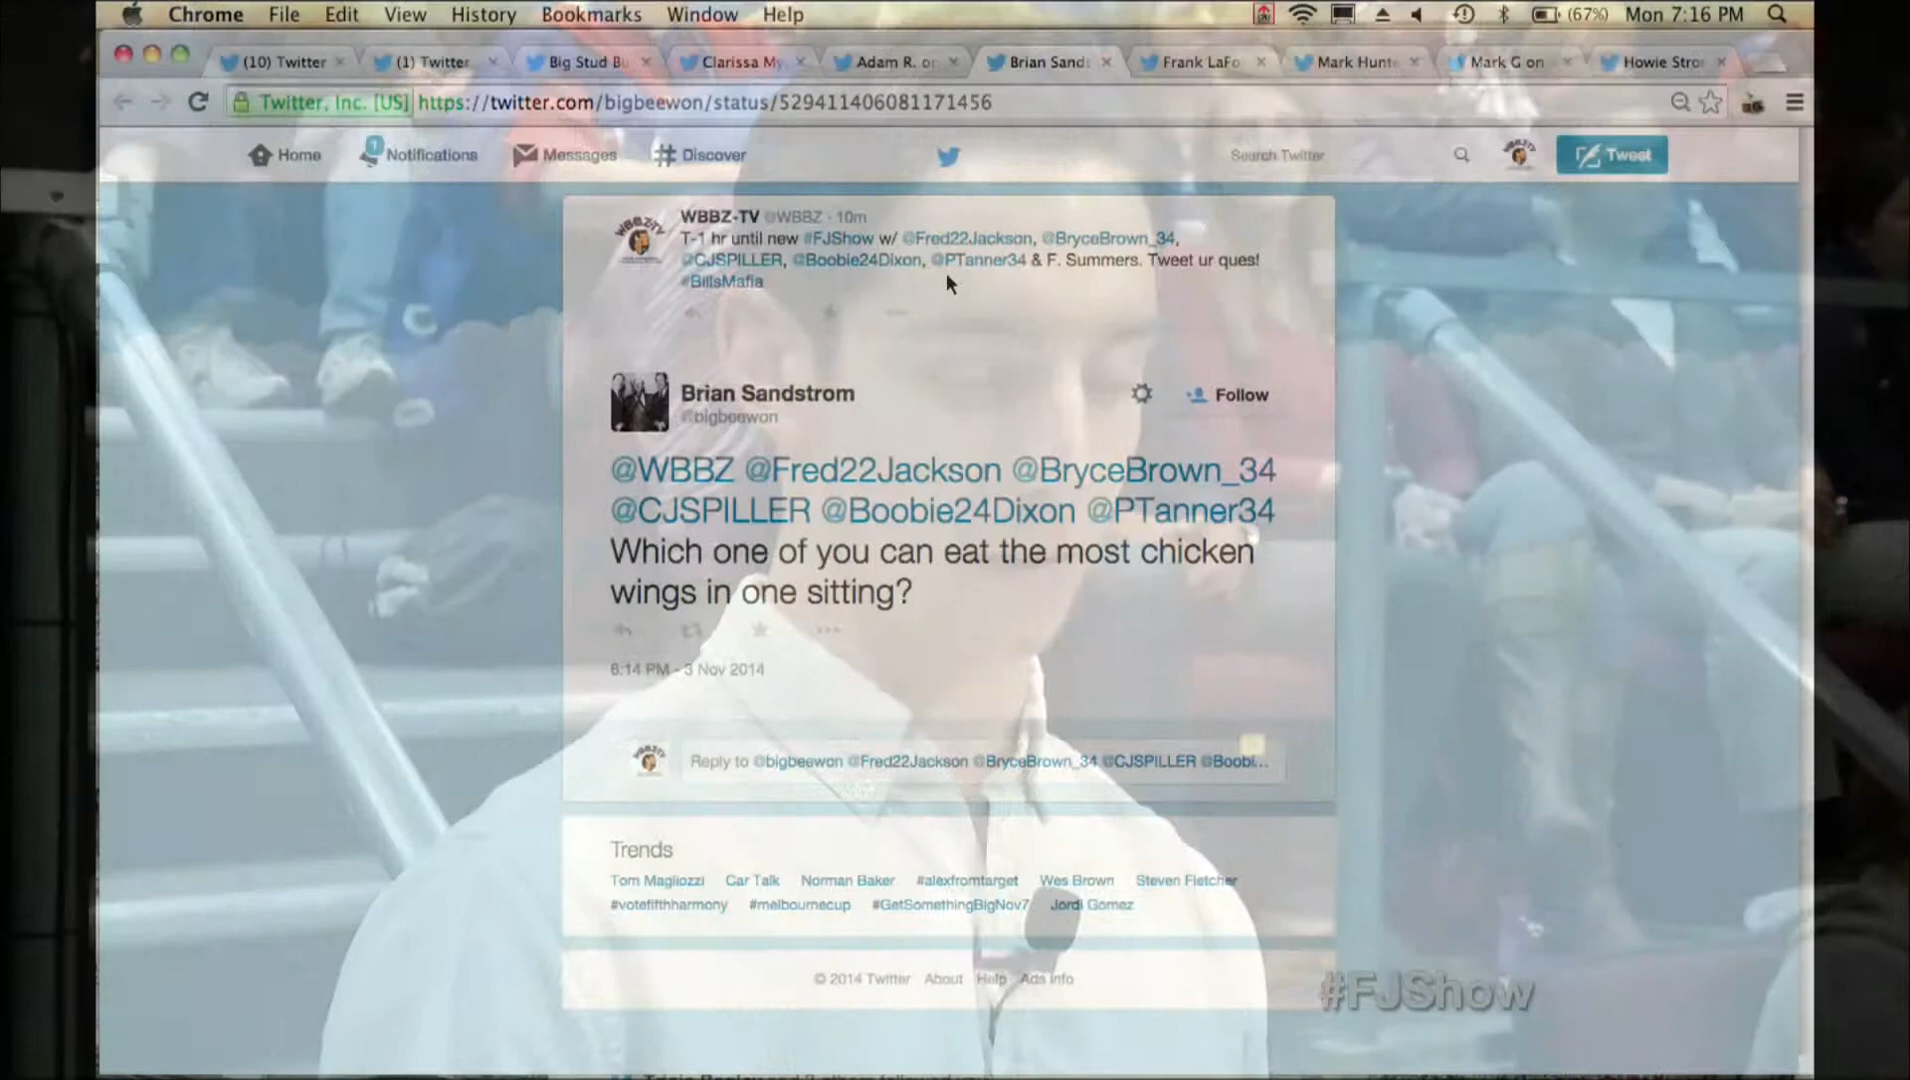 Chrome File Edit View History Bookmarks Window Help (67%) Mon 7:16 PM
(10) Twitter (1) Twitter Big Stud Bu Clarissa My Adam R. on Brian Sands Frank LaFo Mark Hunte Mark G on Howie Stro
Twitter, Inc. [US] https://twitter.com/bigbeewon/status/529411406081171456
Home 1 Notifications Messages Discover Search Twitter Tweet
WBBZ-TV @WBBZ · 10m
T-1 hr until new #FJShow w/ @Fred22Jackson, @BryceBrown_34,
@CJSPILLER, @Boobie24Dixon, @PTanner34 & F. Summers. Tweet ur ques!
#BillsMafia
Brian Sandstrom
Follow
@bigbeewon
@WBBZ @Fred22Jackson @BryceBrown_34
@CJSPILLER @Boobie24Dixon @PTanner34
Which one of you can eat the most chicken
wings in one sitting?
6:14 PM - 3 Nov 2014
Reply to @bigbeewon @Fred22Jackson @BryceBrown_34 @CJSPILLER @Boobi...
Trends
Tom Magliozzi Car Talk Norman Baker #alexfromtarget Wes Brown Steven Fletcher
#votefifthharmony #melbournecup #GetSomethingBigNov7 Jordi Gomez
© 2014 Twitter About Help Ads info
#FJShow